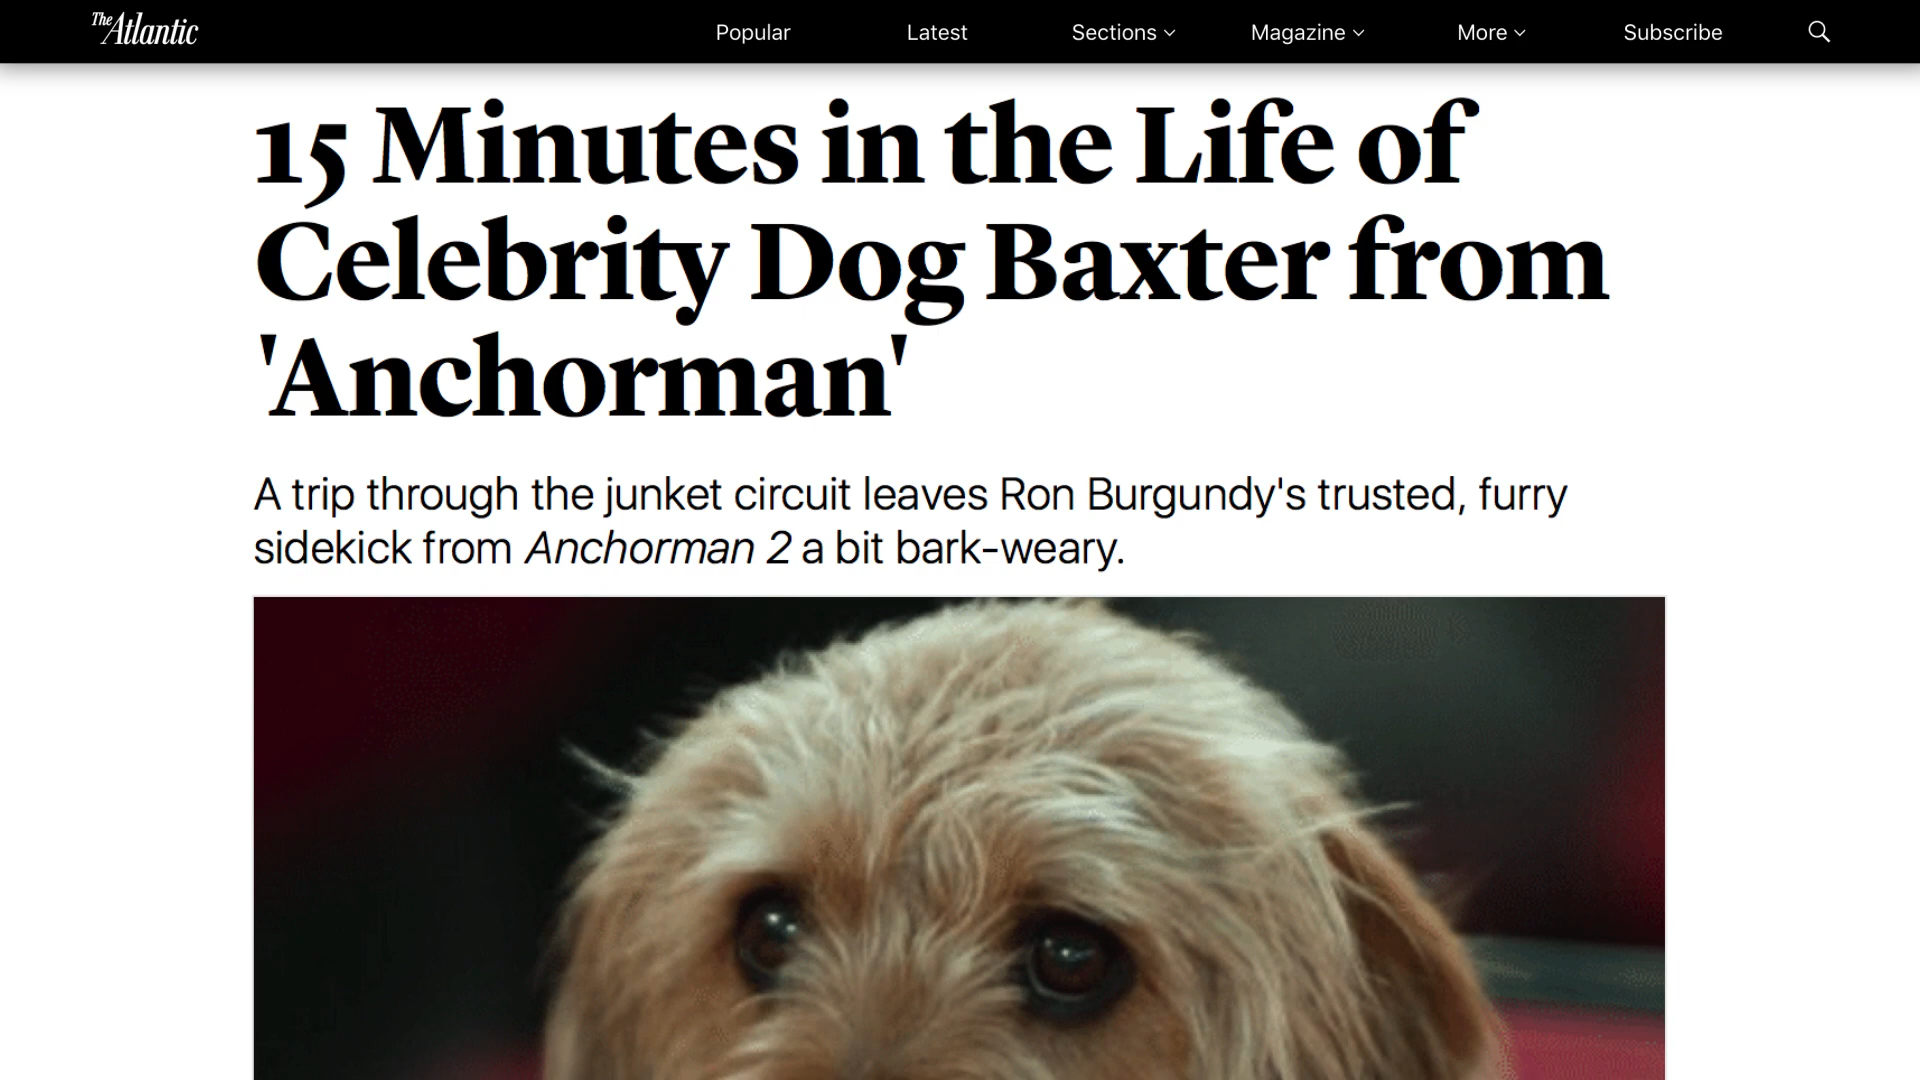 The Atlantic
Popular Latest Sections Magazine More Subscribe
15 Minutes in the Life of
Celebrity Dog Baxter from
'Anchorman'
A trip through the junket circuit leaves Ron Burgundy's trusted, furry
sidekick from Anchorman 2 a bit bark-weary.